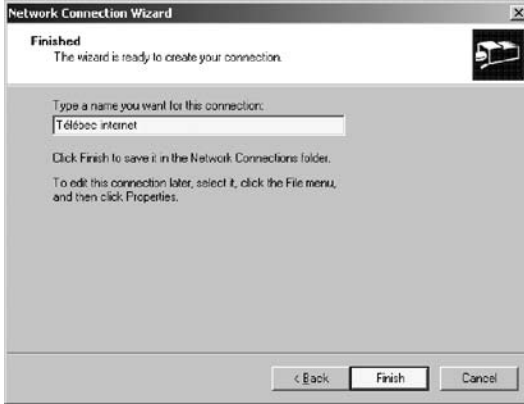 Network Connection Wizard
Finished
The wizard is ready to create your connection.
Type a name you want for this connection:
Télébec internet
Click Finish to save it in the Network Connections folder.
To edit this connection later, select it, click the File menu,
and then click Properties.
< Back
Finish
Cancel